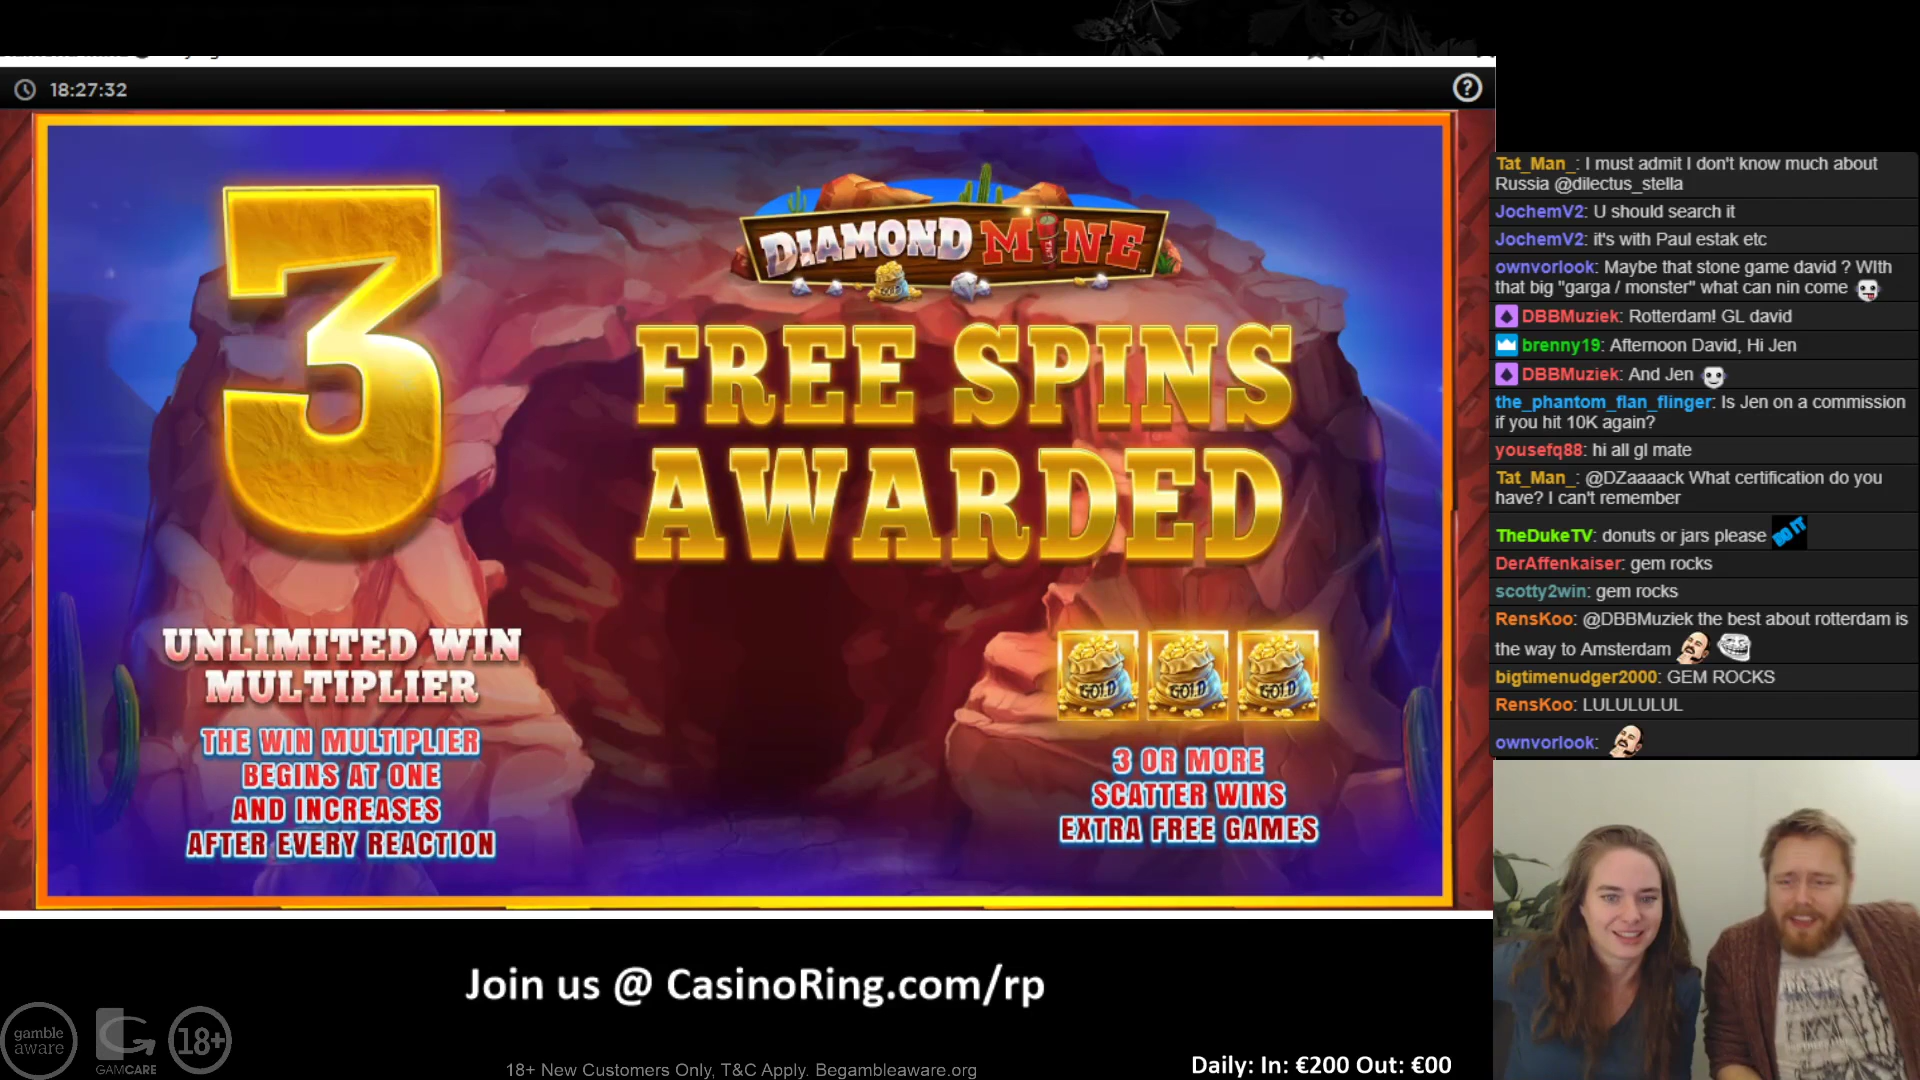 18:27:32
?
3
DIAMOND MINE
FREE SPINS
AWARDED
UNLIMITED WIN
MULTIPLIER
THE WIN MULTIPLIER
BEGINS AT ONE
AND INCREASES
AFTER EVERY REACTION
GOLD GOLD GOLD
3 OR MORE
SCATTER WINS
EXTRA FREE GAMES
Tat_Man_: I must admit I don't know much about
Russia @dilectus_stella
JochemV2: U should search it
JochemV2: it's with Paul estak etc
ownvorlook: Maybe that stone game david ? WIth
that big "garga / monster" what can nin come
DBBMuziek: Rotterdam! GL david
brenny19: Afternoon David, Hi Jen
DBBMuziek: And Jen
the_phantom_flan_flinger: Is Jen on a commission
if you hit 10K again?
yousefq88: hi all gl mate
Tat_Man_: @DZaaaack What certification do you
have? I can't remember
TheDukeTV: donuts or jars please DO IT
DerAffenkaiser: gem rocks
scotty2win: gem rocks
RensKoo: @DBBMuziek the best about rotterdam is
the way to Amsterdam
bigtimenudger2000: GEM ROCKS
RensKoo: LULULULUL
ownvorlook:
Join us @ CasinoRing.com/rp
gamble
aware
GAMCARE
18+
18+ New Customers Only, T&C Apply. Begambleaware.org
Daily: In: €200 Out: €00